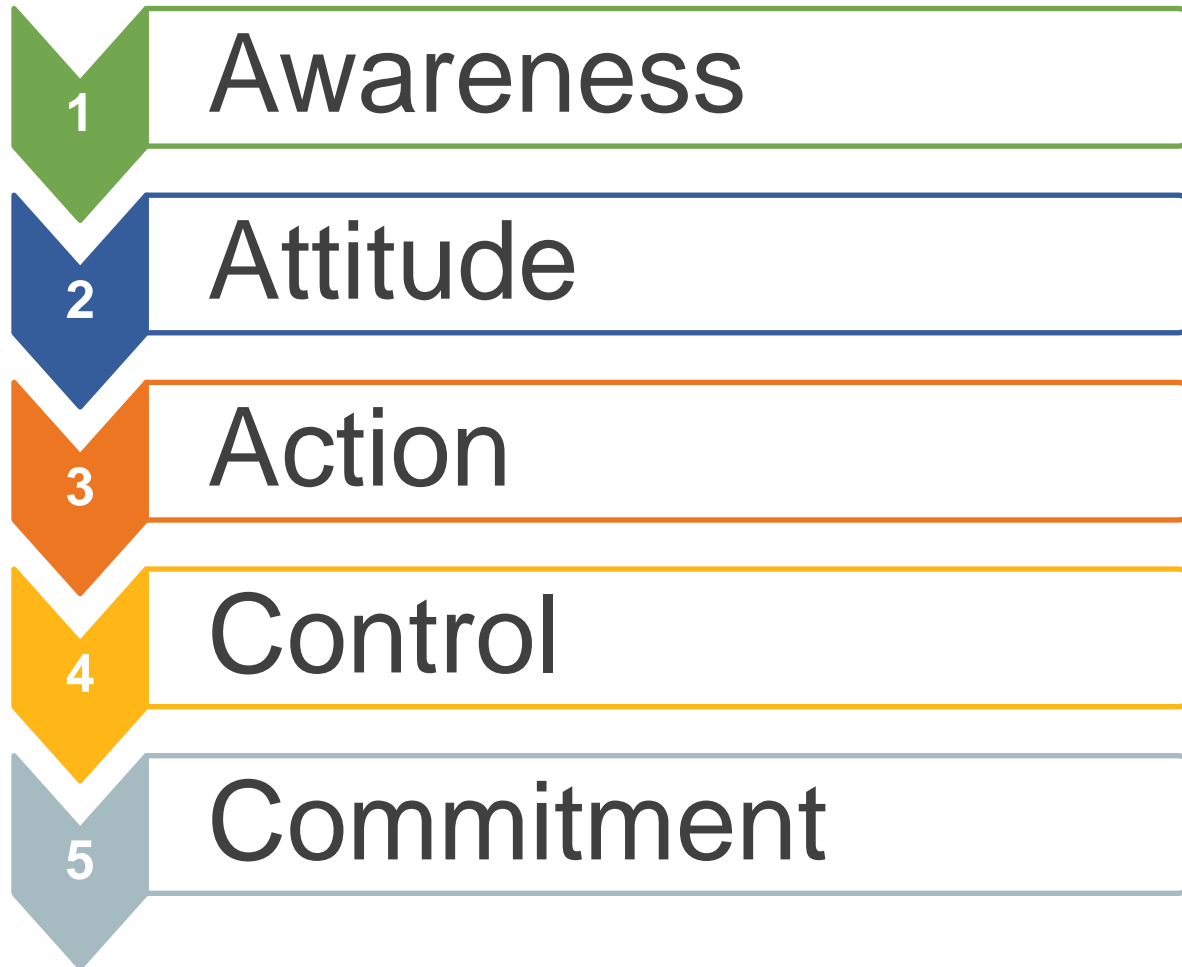 1 Awareness
2 Attitude
3 Action
4 Control
5 Commitment